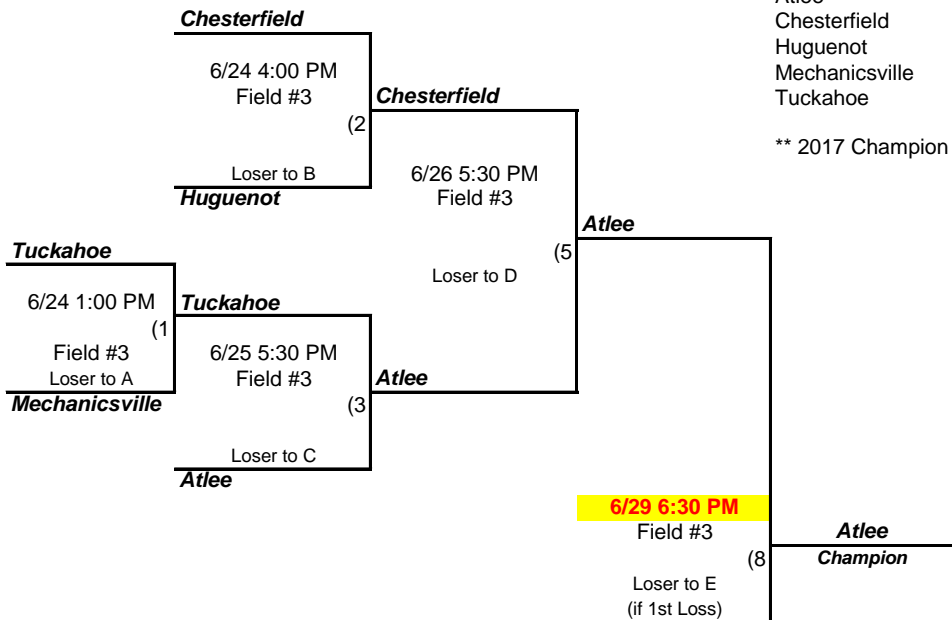 Atlee
Chesterfield
Huguenot
Mechanicsville
Tuckahoe
** 2017 Champion
Chesterfield
6/24 4:00 PM
Field #3
(2
Loser to B
Huguenot
Chesterfield
6/26 5:30 PM
Field #3
(5
Loser to D
Atlee
Tuckahoe
6/24 1:00 PM
(1
Field #3
Loser to A
Mechanicsville
Tuckahoe
6/25 5:30 PM
Field #3
(3
Loser to C
Atlee
Atlee
6/29 6:30 PM
Field #3
(8
Loser to E
(if 1st Loss)
Atlee
Champion